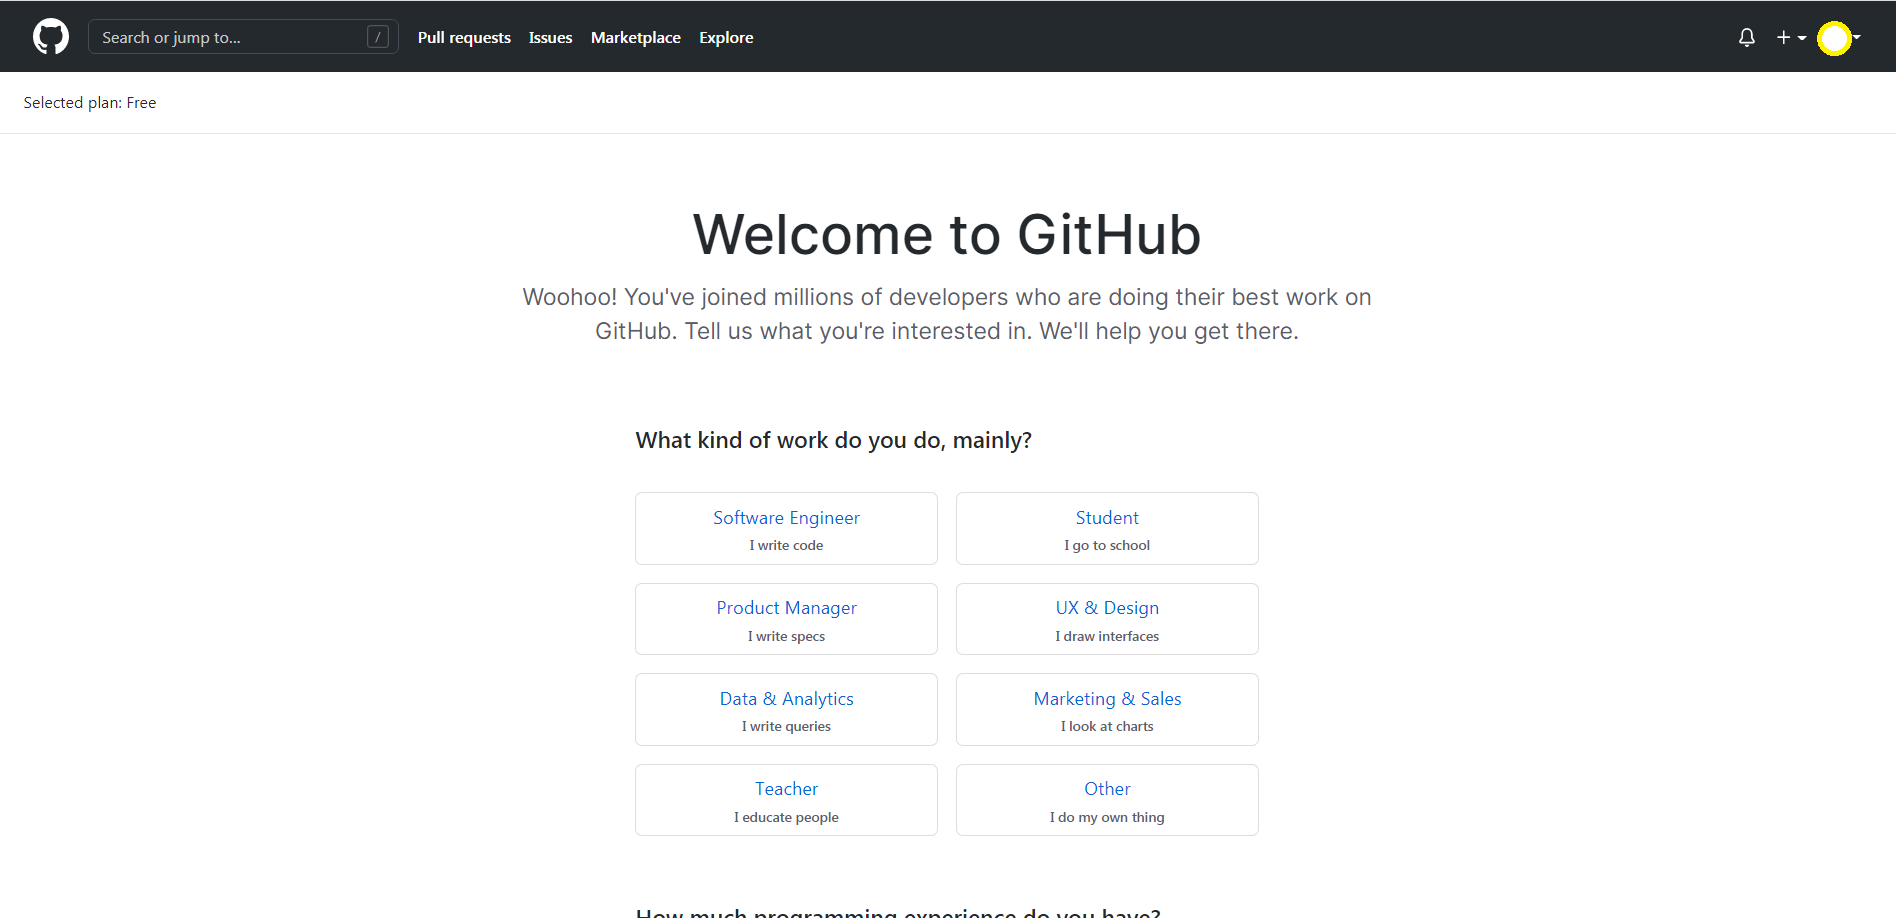 Search or jump to... / Pull requests Issues Marketplace Explore
Selected plan: Free
Welcome to GitHub
Woohoo! You've joined millions of developers who are doing their best work on
GitHub. Tell us what you're interested in. We'll help you get there.
What kind of work do you do, mainly?
Software Engineer
I write code
Student
I go to school
Product Manager
I write specs
UX & Design
I draw interfaces
Data & Analytics
I write queries
Marketing & Sales
I look at charts
Teacher
I educate people
Other
I do my own thing
How much programming experience do you have?